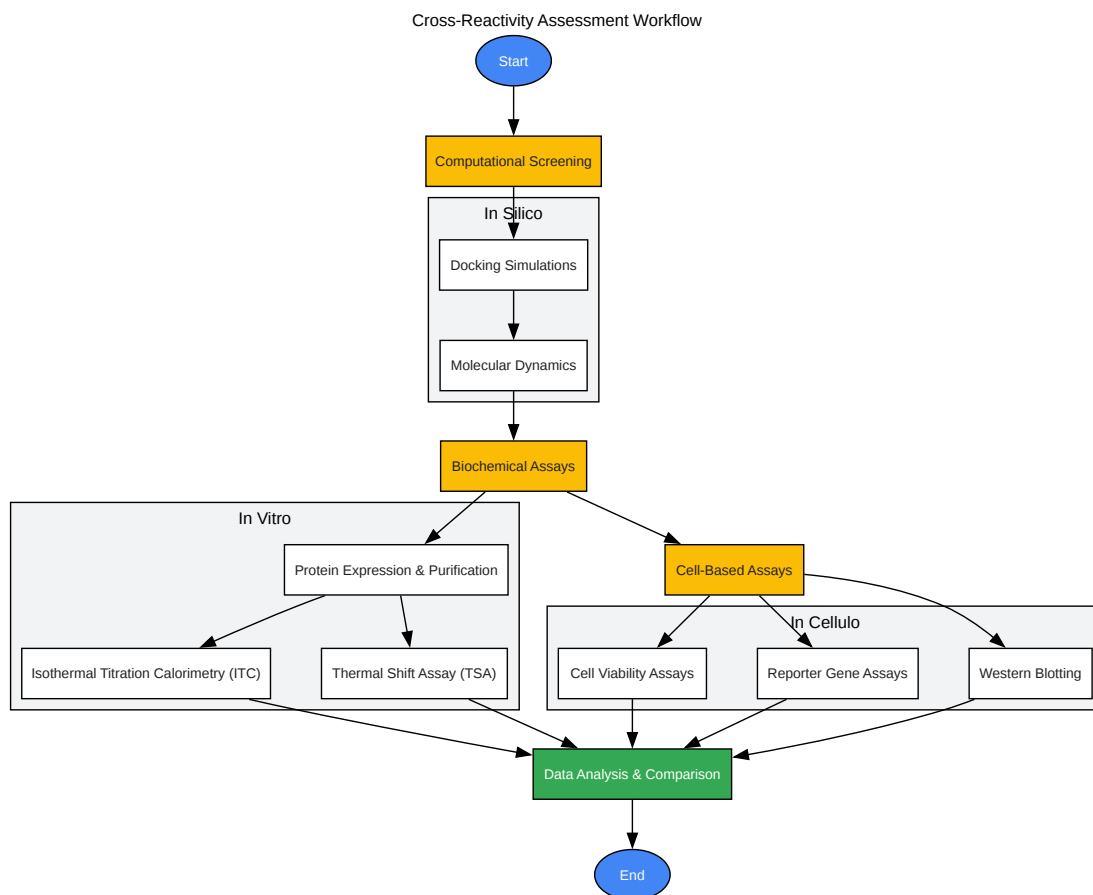 Cross-Reactivity Assessment Workflow
Start
Computational Screening
In Silico
Docking Simulations
Molecular Dynamics
Biochemical Assays
In Vitro
Protein Expression & Purification
Cell-Based Assays
In Cellulo
Isothermal Titration Calorimetry (ITC)
Thermal Shift Assay (TSA)
Cell Viability Assays
Reporter Gene Assays
Western Blotting
Data Analysis & Comparison
End